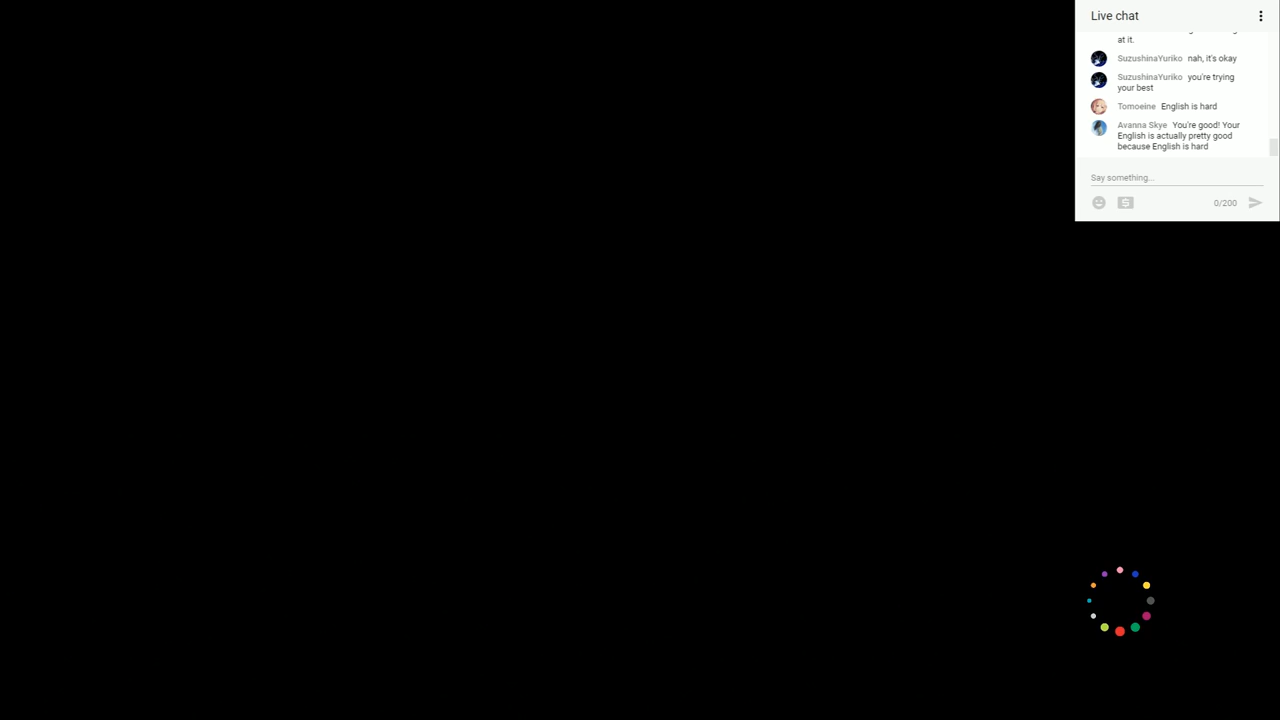 Live chat
at it.
SuzushinaYuriko nah, it's okay
SuzushinaYuriko you're trying
your best
Tomoeine English is hard
Avanna Skye You're good! Your
English is actually pretty good
because English is hard
Say something...
0/200